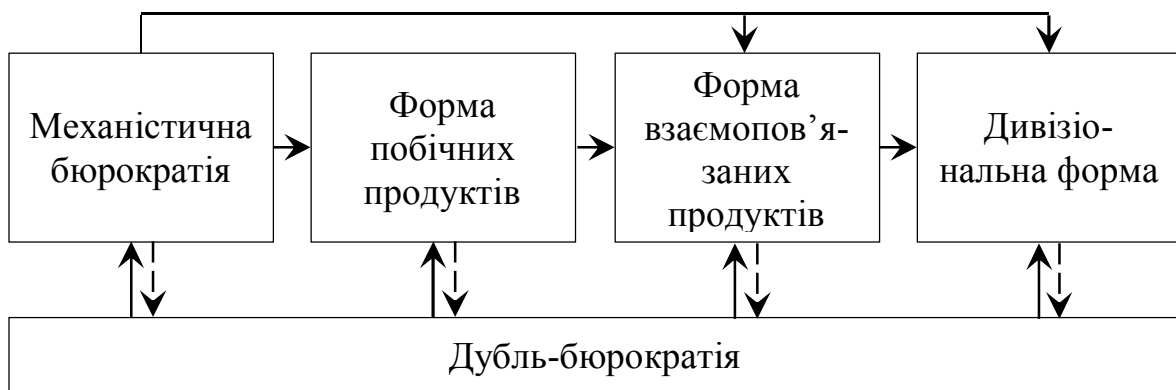 Механістична
бюрократія
Форма
побічних
продуктів
Форма
взаємопов’я-
заних
продуктів
Дивізіо-
нальна форма
Дубль-бюрократія